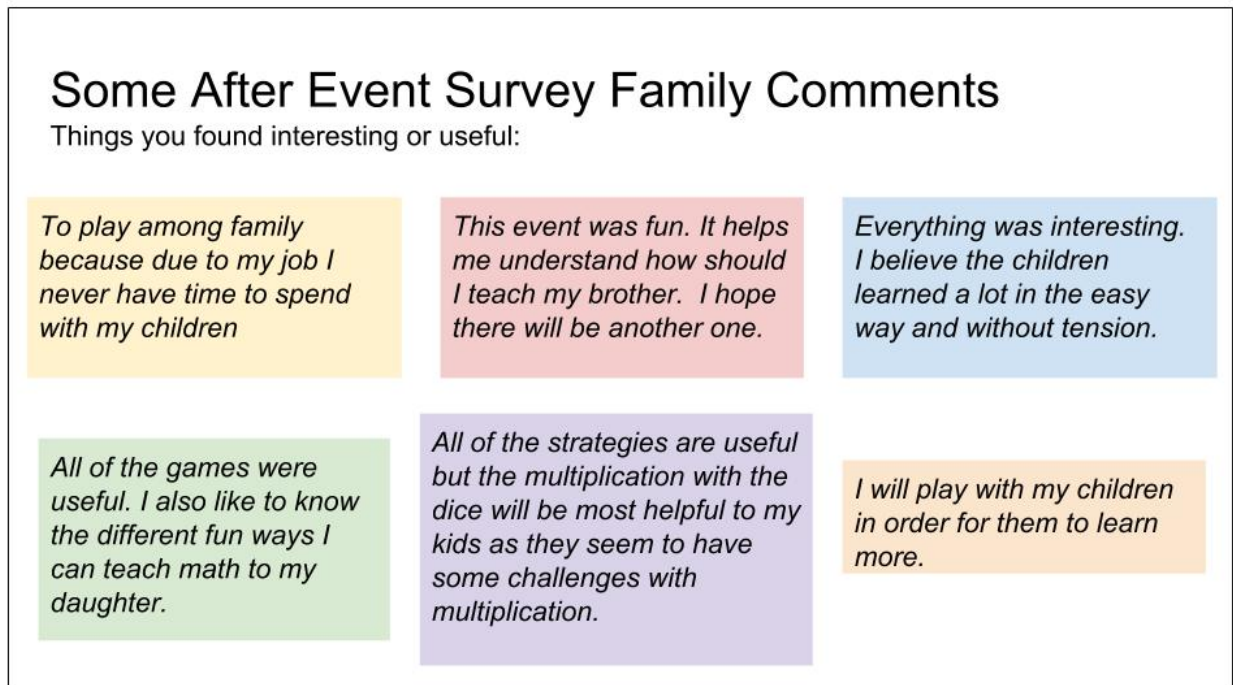 Some After Event Survey Family Comments
Things you found interesting or useful:
To play among family
because due to my job I
never have time to spend
with my children
This event was fun. It helps
me understand how should
I teach my brother.  I hope
there will be another one.
Everything was interesting.
I believe the children
learned a lot in the easy
way and without tension.
All of the games were
useful. I also like to know
the different fun ways I
can teach math to my
daughter.
All of the strategies are useful
but the multiplication with the
dice will be most helpful to my
kids as they seem to have
some challenges with
multiplication.
I will play with my children
in order for them to learn
more.